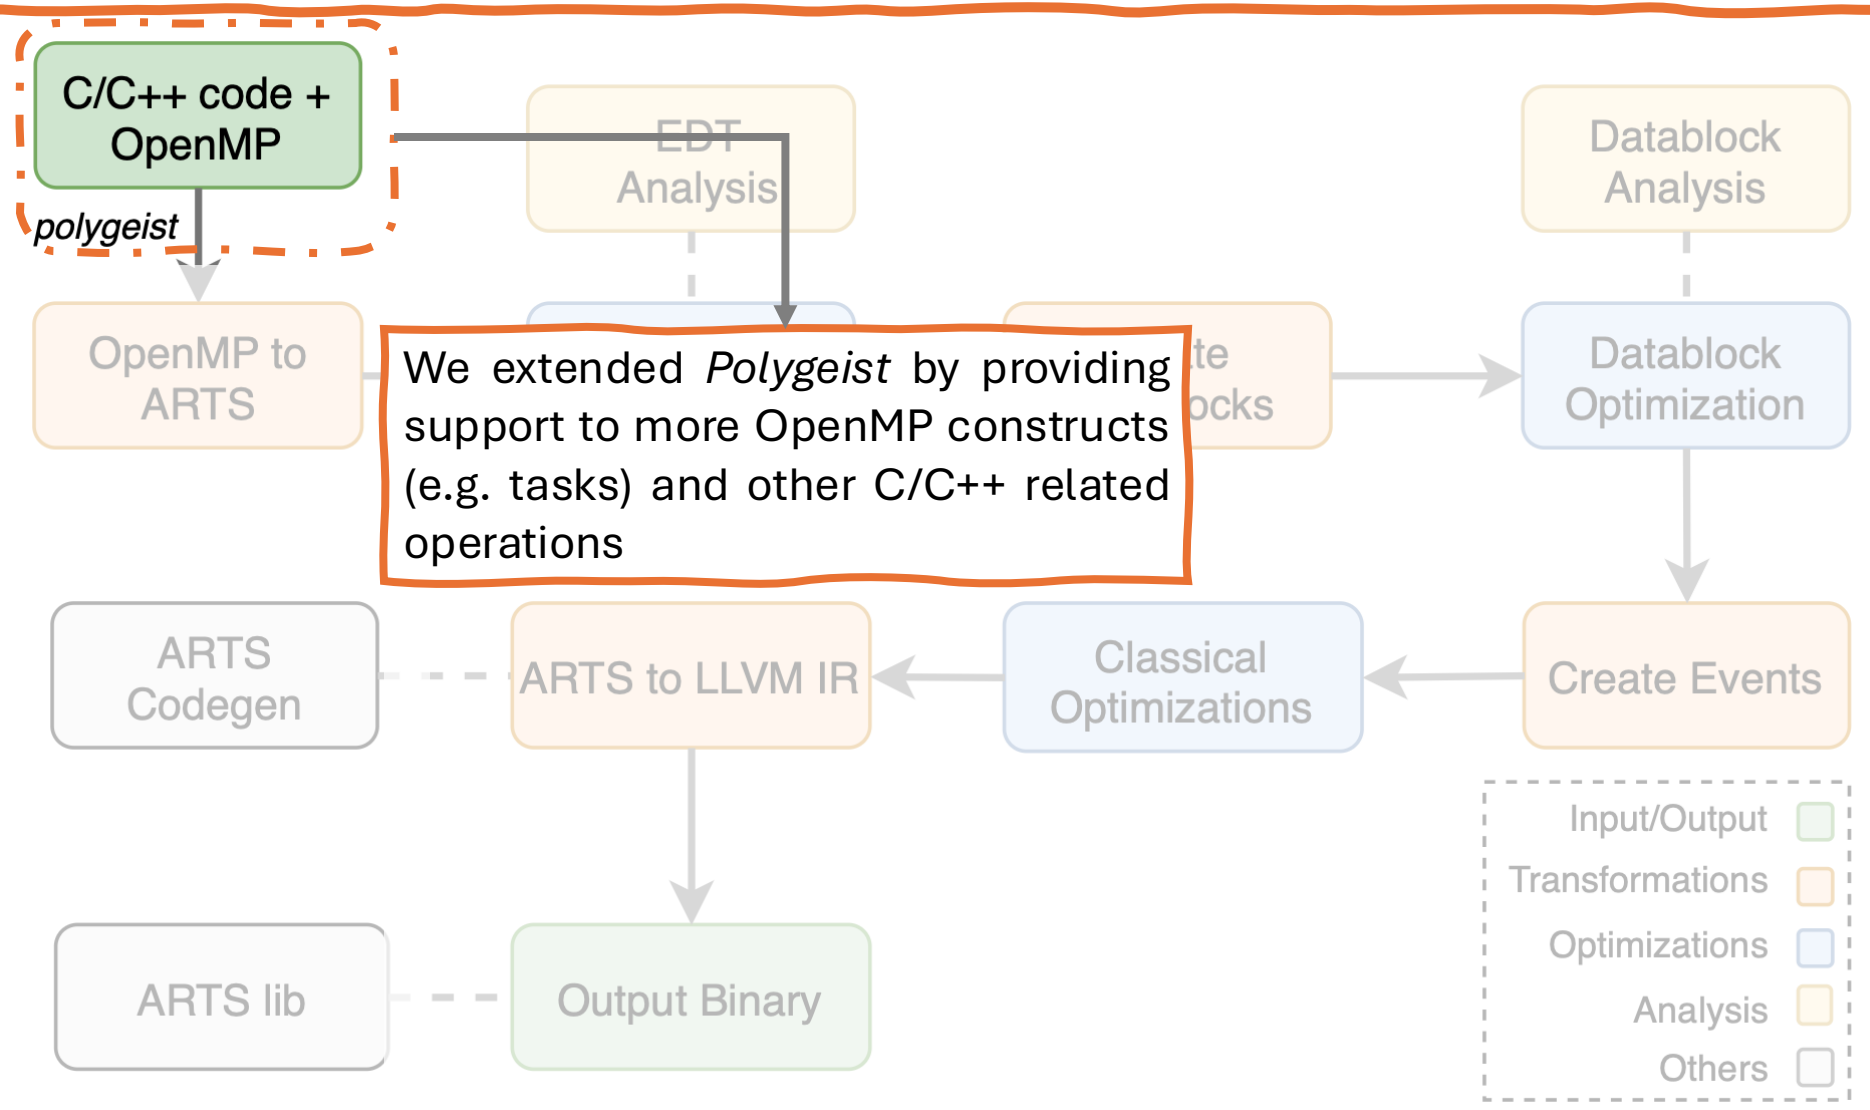 C/C++ code +
OpenMP
polygeist
EDT
Analysis
Datablock
Analysis
OpenMP to
ARTS
We extended Polygeist by providing
support to more OpenMP constructs
(e.g. tasks) and other C/C++ related
operations
Datablock
Optimization
ARTS
Codegen
ARTS to LLVM IR
Classical
Optimizations
Create Events
ARTS lib
Output Binary
Input/Output
Transformations
Optimizations
Analysis
Others